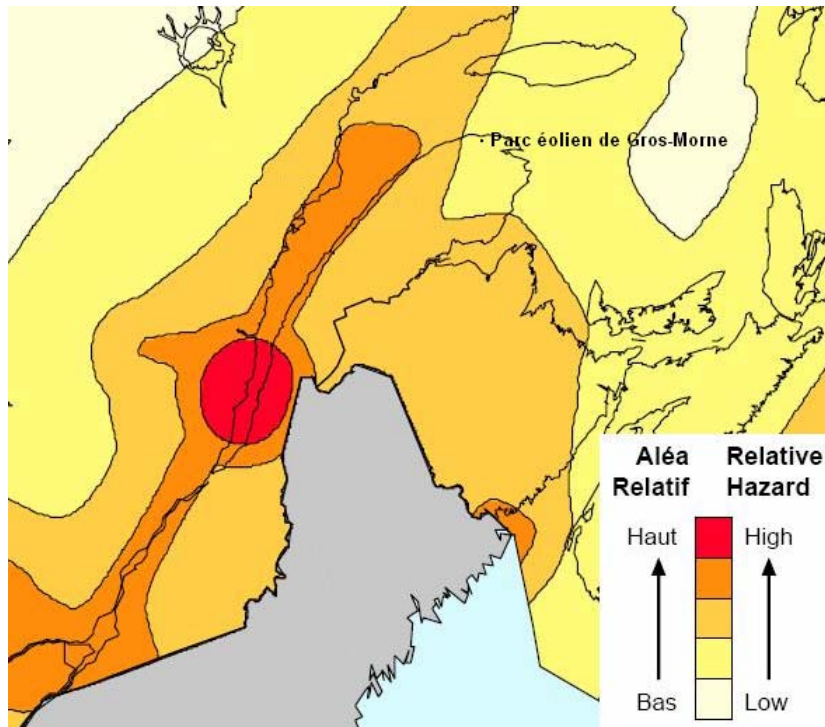 Parc éolien de Gros-Morne
Aléa Relatif
Relative Hazard
Haut
High
Bas
Low